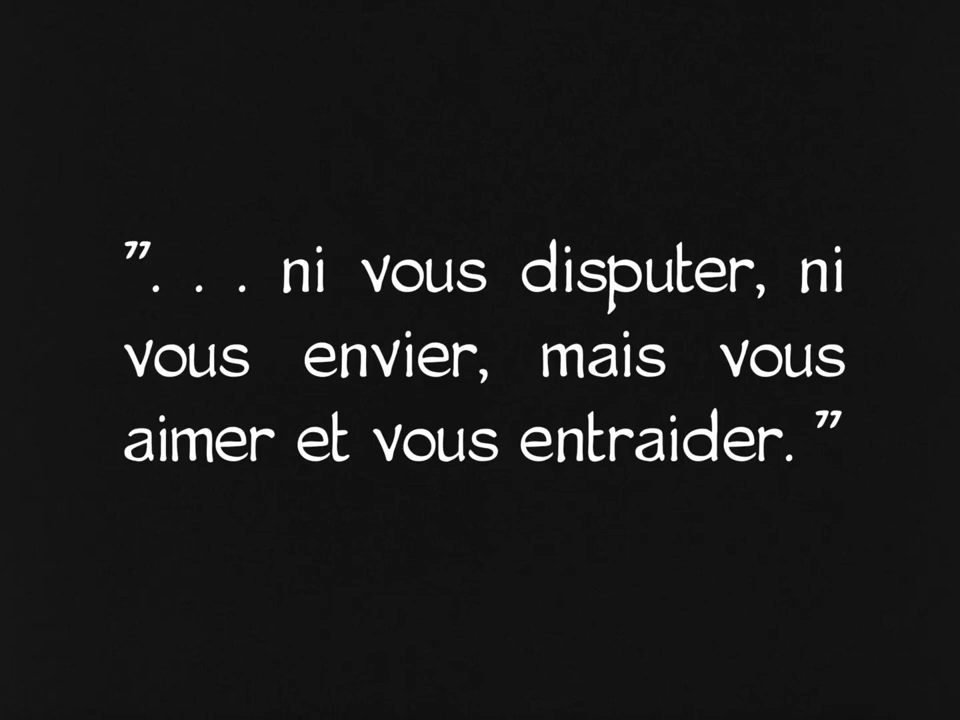 ”. . . ni vous disputer, ni
vous envier, mais vous
aimer et vous entraider. ”